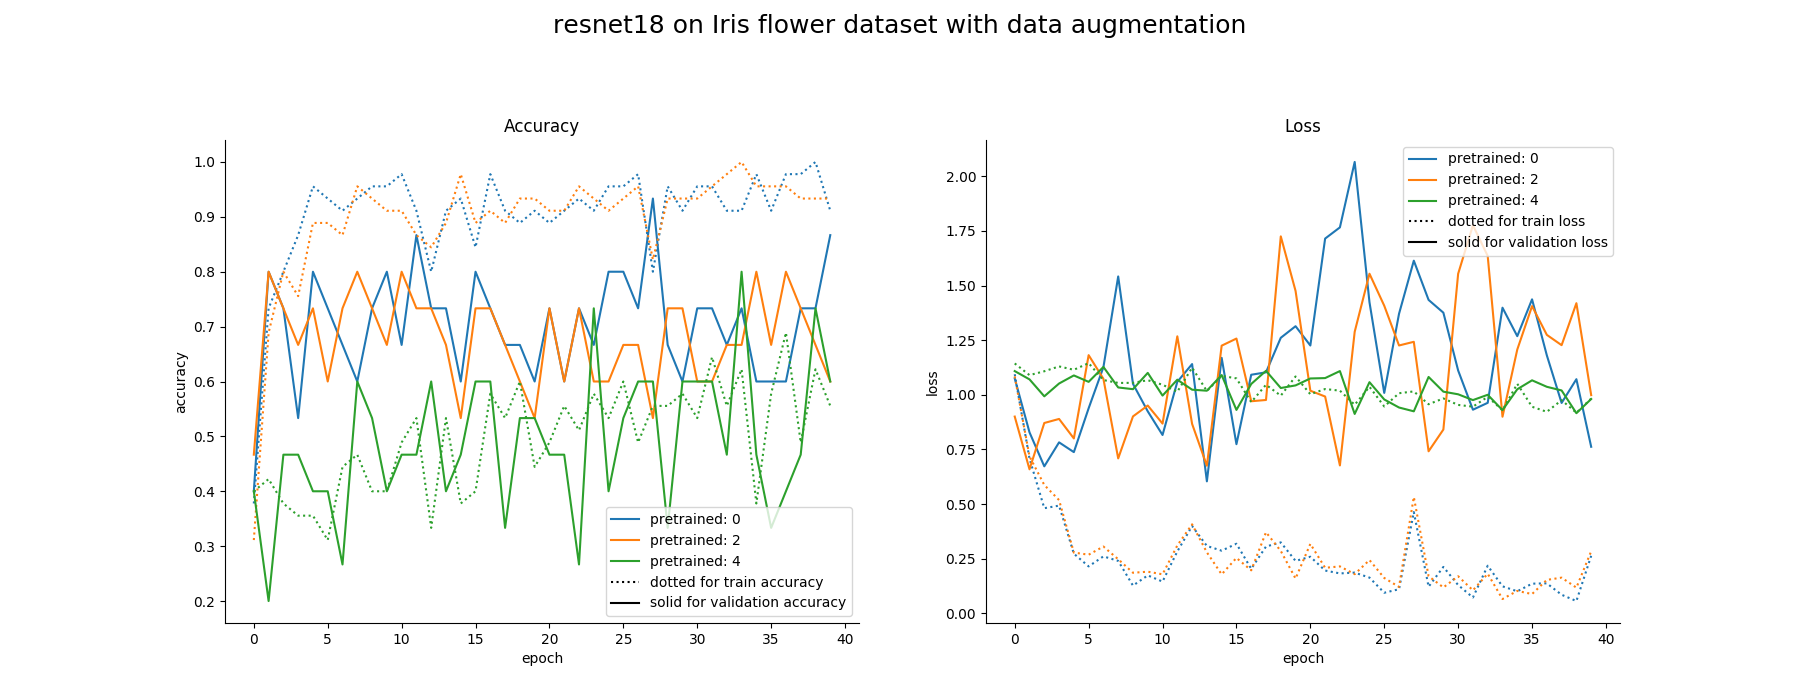 resnet18 on Iris flower dataset with data augmentation
Accuracy
1.0
0.9
0.8
0.7
0.6
0.5
0.4
0.3
0.2
accuracy
0 5 10 15 20 25 30 35 40
epoch
pretrained: 0
pretrained: 2
pretrained: 4
dotted for train accuracy
solid for validation accuracy
Loss
2.00
1.75
1.50
1.25
1.00
0.75
0.50
0.25
0.00
loss
0 5 10 15 20 25 30 35 40
epoch
pretrained: 0
pretrained: 2
pretrained: 4
dotted for train loss
solid for validation loss